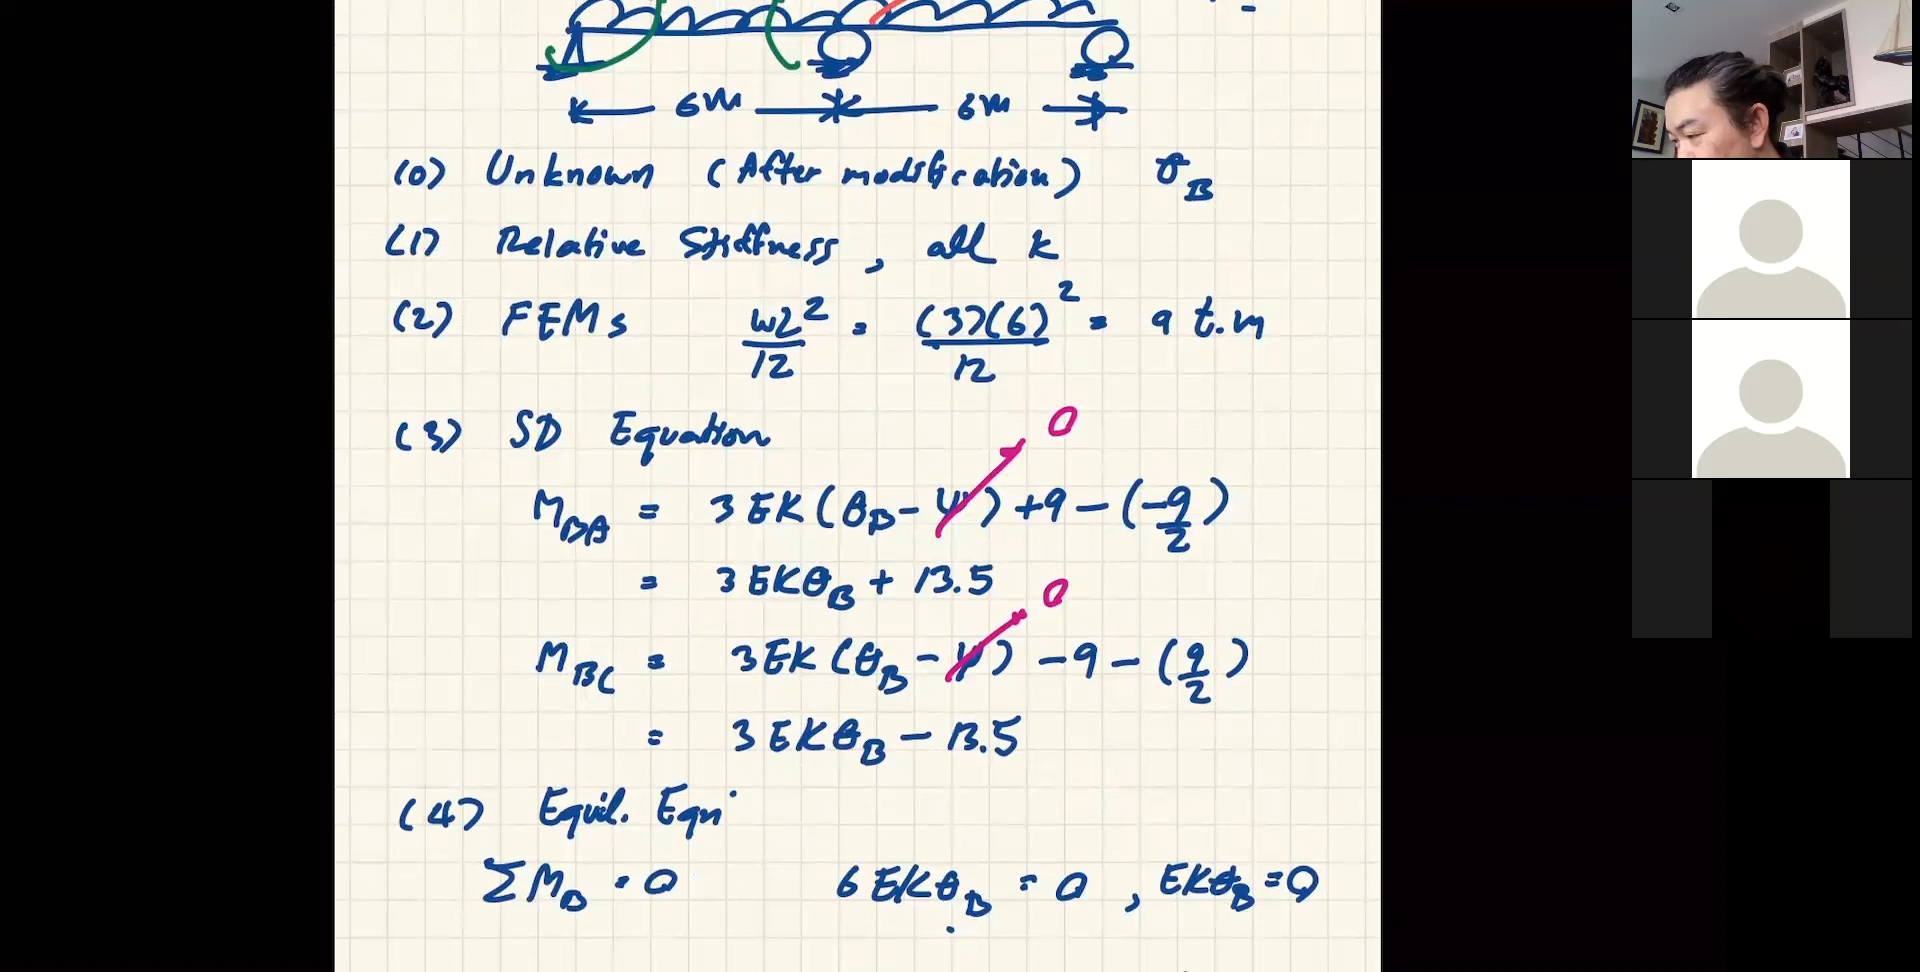 6m 6m
(0) Unknown (After modification) θB
(1) Relative Stiffness, all k
(2) FEMs wL²/12 = (3)(6)²/12 = 9 t.m
(3) SD Equation
0
MBA = 3EK(θB - ψ) + 9 - (-9/2)
= 3EKθB + 13.5
0
MBC = 3EK(θB - ψ) - 9 - (9/2)
= 3EKθB - 13.5
(4) Equil. Eqn
ΣMB = 0 6EKθB = 0, EKθB = 0